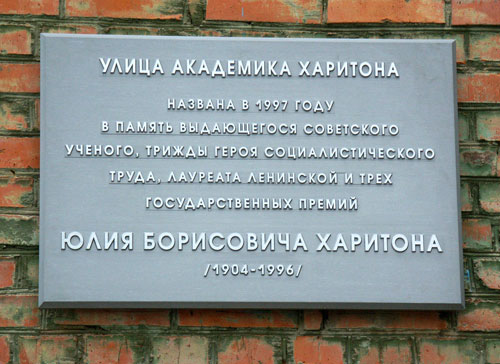 УЛИЦА АКАДЕМИКА ХАРИТОНА
НАЗВАНА В 1997 ГОДУ
В ПАМЯТЬ ВЫДАЮЩЕГОСЯ СОВЕТСКОГО
УЧЕНОГО, ТРИЖДЫ ГЕРОЯ СОЦИАЛИСТИЧЕСКОГО
ТРУДА, ЛАУРЕАТА ЛЕНИНСКОЙ И ТРЕХ
ГОСУДАРСТВЕННЫХ ПРЕМИЙ
ЮЛИЯ БОРИСОВИЧА ХАРИТОНА
/1904-1996/